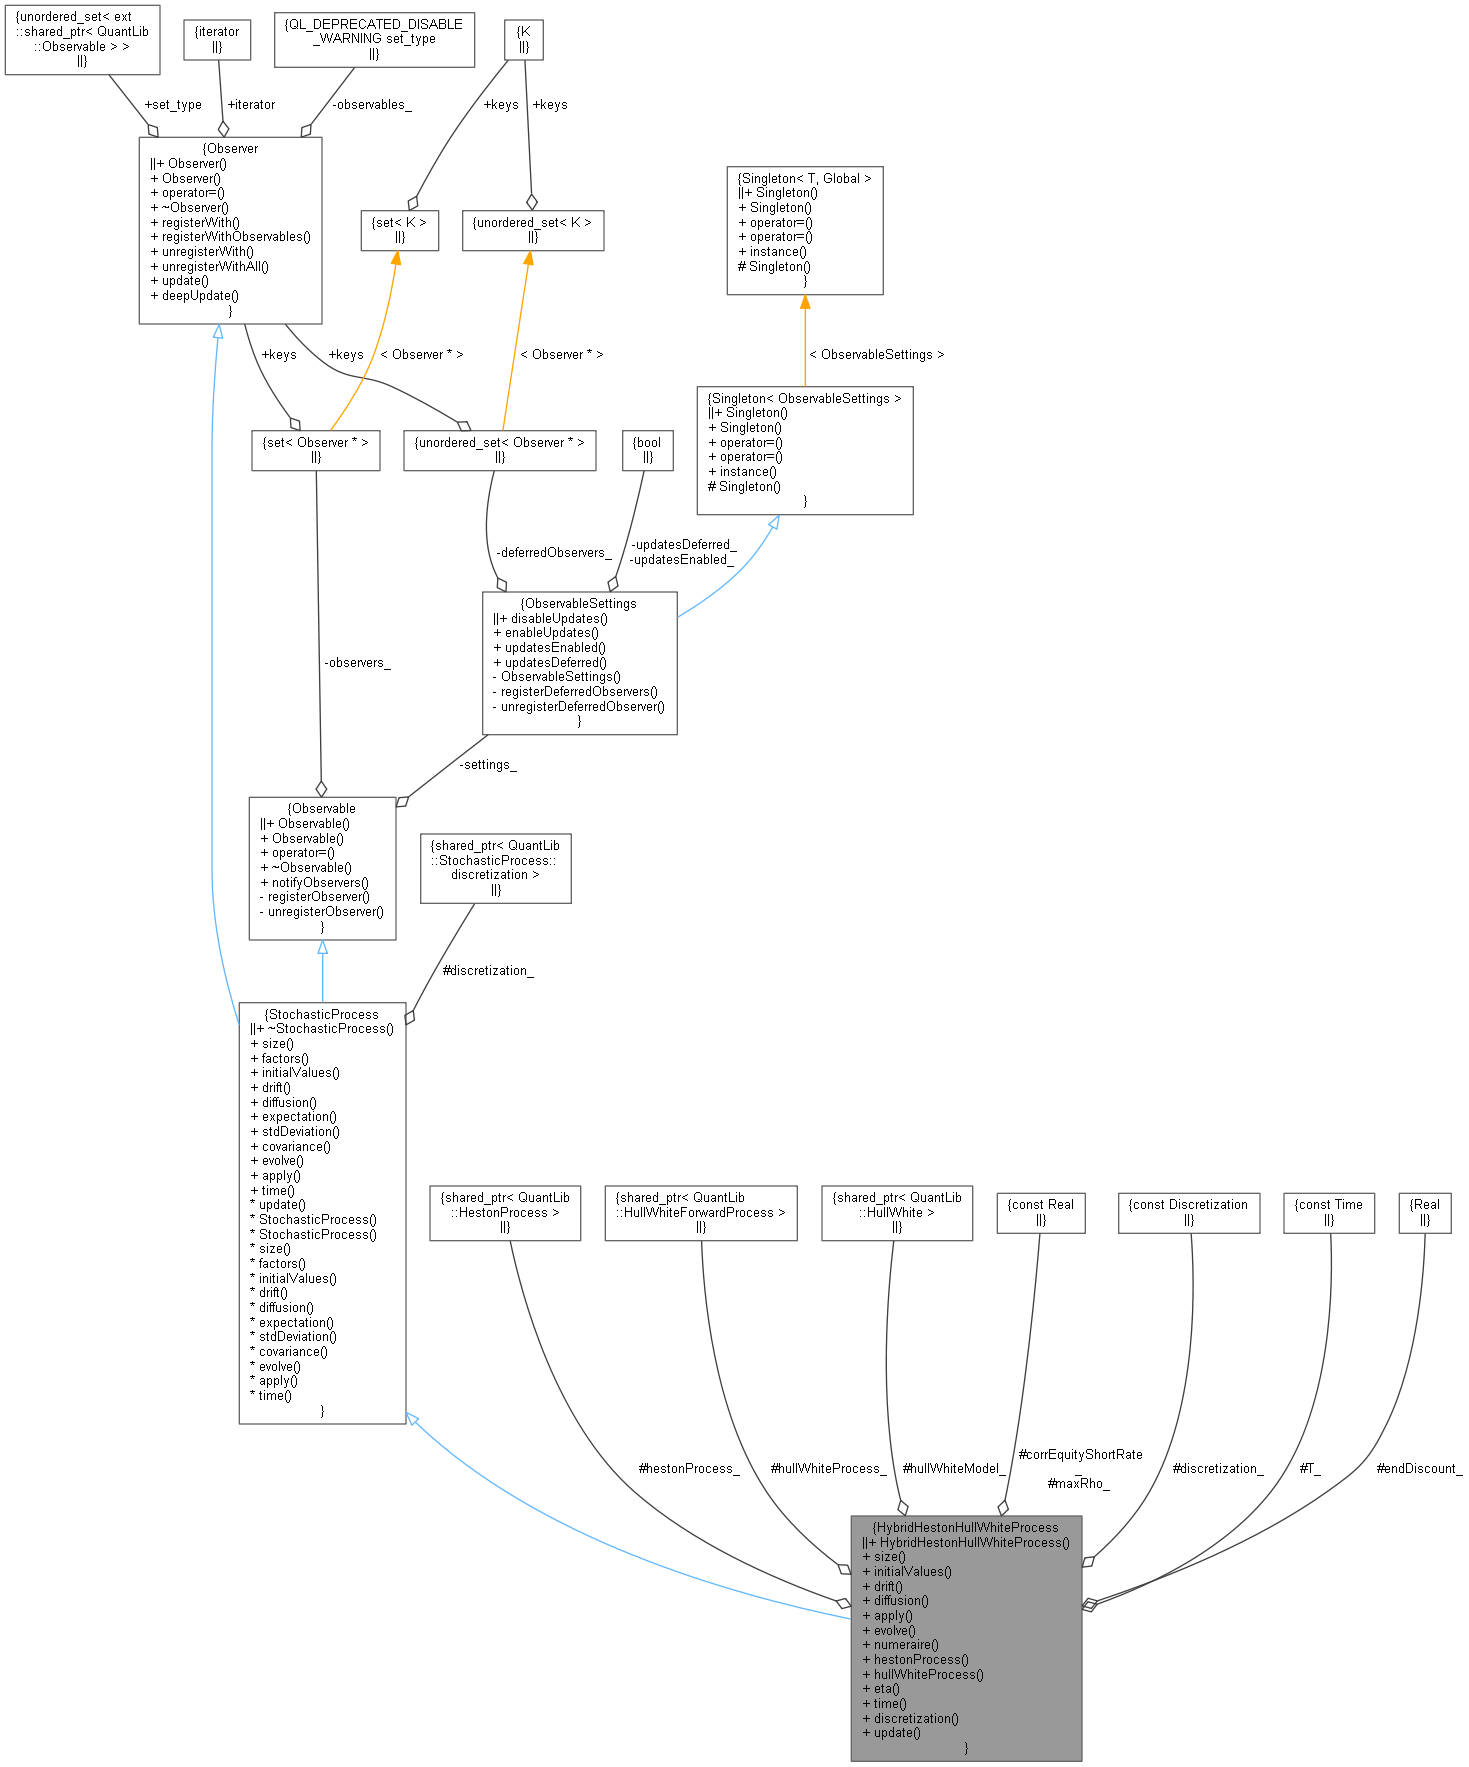 {unordered_set< ext
::shared_ptr< QuantLib
::Observable > >
||}
{iterator
||}
{QL_DEPRECATED_DISABLE
_WARNING set_type
||}
{K
||}
+set_type
+iterator
-observables_
+keys
+keys
{Observer
||+ Observer()
+ Observer()
+ operator=()
+ ~Observer()
+ registerWith()
+ registerWithObservables()
+ unregisterWith()
+ unregisterWithAll()
+ update()
+ deepUpdate()
}
{set< K >
||}
{unordered_set< K >
||}
{Singleton< T, Global >
||+ Singleton()
+ Singleton()
+ operator=()
+ operator=()
+ instance()
# Singleton()
}
+keys
+keys
< Observer * >
< Observer * >
< ObservableSettings >
{set< Observer * >
||}
{unordered_set< Observer * >
||}
{bool
||}
{Singleton< ObservableSettings >
||+ Singleton()
+ Singleton()
+ operator=()
+ operator=()
+ instance()
# Singleton()
}
-deferredObservers_
-updatesDeferred_
-updatesEnabled_
{ObservableSettings
||+ disableUpdates()
+ enableUpdates()
+ updatesEnabled()
+ updatesDeferred()
- ObservableSettings()
- registerDeferredObservers()
- unregisterDeferredObserver()
}
-observers_
-settings_
{Observable
||+ Observable()
+ Observable()
+ operator=()
+ ~Observable()
+ notifyObservers()
- registerObserver()
- unregisterObserver()
}
{shared_ptr< QuantLib
::StochasticProcess::
discretization >
||}
#discretization_
{StochasticProcess
||+ ~StochasticProcess()
+ size()
+ factors()
+ initialValues()
+ drift()
+ diffusion()
+ expectation()
+ stdDeviation()
+ covariance()
+ evolve()
+ apply()
+ time()
* update()
* StochasticProcess()
* StochasticProcess()
* size()
* factors()
* initialValues()
* drift()
* diffusion()
* expectation()
* stdDeviation()
* covariance()
* evolve()
* apply()
* time()
}
{shared_ptr< QuantLib
::HestonProcess >
||}
{shared_ptr< QuantLib
::HullWhiteForwardProcess >
||}
{shared_ptr< QuantLib
::HullWhite >
||}
{const Real
||}
{const Discretization
||}
{const Time
||}
{Real
||}
#hestonProcess_
#hullWhiteProcess_
#hullWhiteModel_
#corrEquityShortRate
_
#maxRho_
#discretization_
#T_
#endDiscount_
{HybridHestonHullWhiteProcess
||+ HybridHestonHullWhiteProcess()
+ size()
+ initialValues()
+ drift()
+ diffusion()
+ apply()
+ evolve()
+ numeraire()
+ hestonProcess()
+ hullWhiteProcess()
+ eta()
+ time()
+ discretization()
+ update()
}